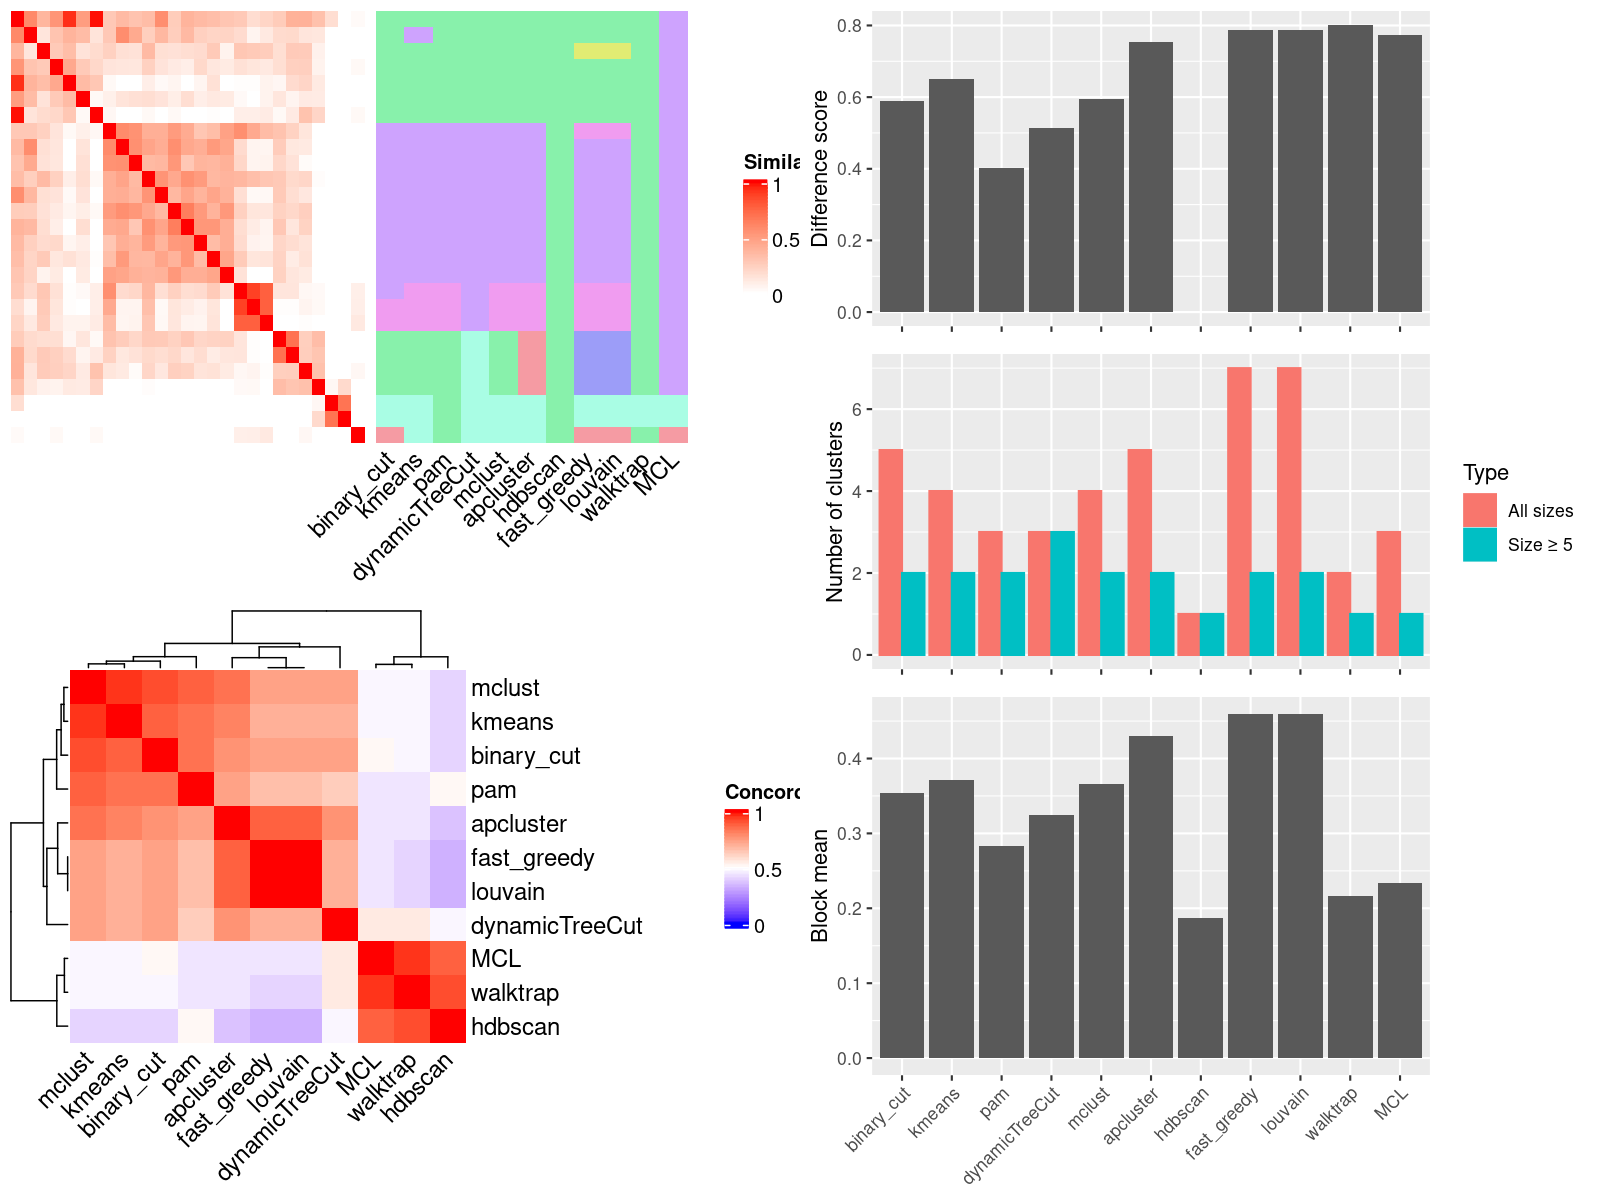 Simila
1
0.5
0
binary_cut
kmeans
pam
dynamicTreeCut
mclust
apcluster
hdbscan
fast_greedy
louvain
walktrap
MCL
mclust
kmeans
binary_cut
pam
apcluster
fast_greedy
louvain
dynamicTreeCut
MCL
walktrap
hdbscan
Concord
1
0.5
0
mclust
kmeans
binary_cut
pam
apcluster
fast_greedy
louvain
dynamicTreeCut
MCL
walktrap
hdbscan
Difference score
0.8
0.6
0.4
0.2
0.0
Number of clusters
6
4
2
0
Type
All sizes
Size ≥ 5
Block mean
0.4
0.3
0.2
0.1
0.0
binary_cut
kmeans
pam
dynamicTreeCut
mclust
apcluster
hdbscan
fast_greedy
louvain
walktrap
MCL